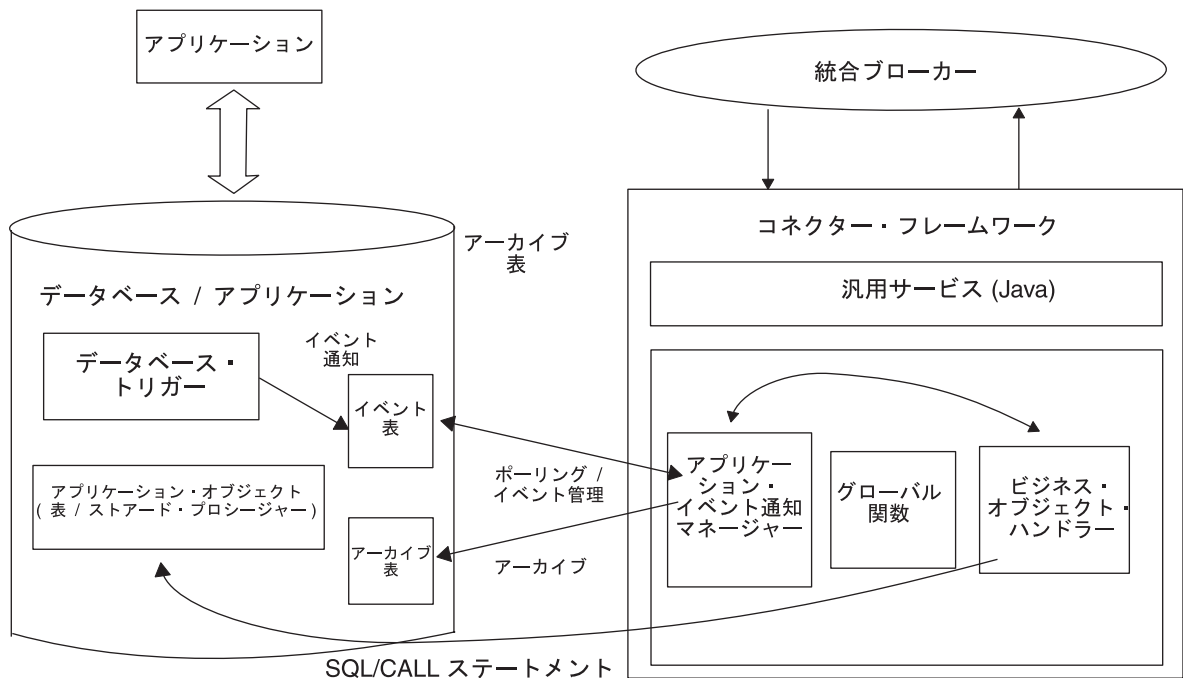 アプリケーション
統合ブローカー
コネクター・フレームワーク
アーカイブ
表
汎用サービス (Java)
データベース / アプリケーション
イベント
通知
データベース・
トリガー
イベント
表
アプリケー
ション・
イベント通知
マネージャー
グローバル
関数
ビジネス・
オブジェクト・
ハンドラー
ポーリング /
イベント管理
アプリケーション・オブジェクト
( 表 / ストアード・プロシージャー )
アーカイブ
表
アーカイブ
SQL/CALL ステートメント